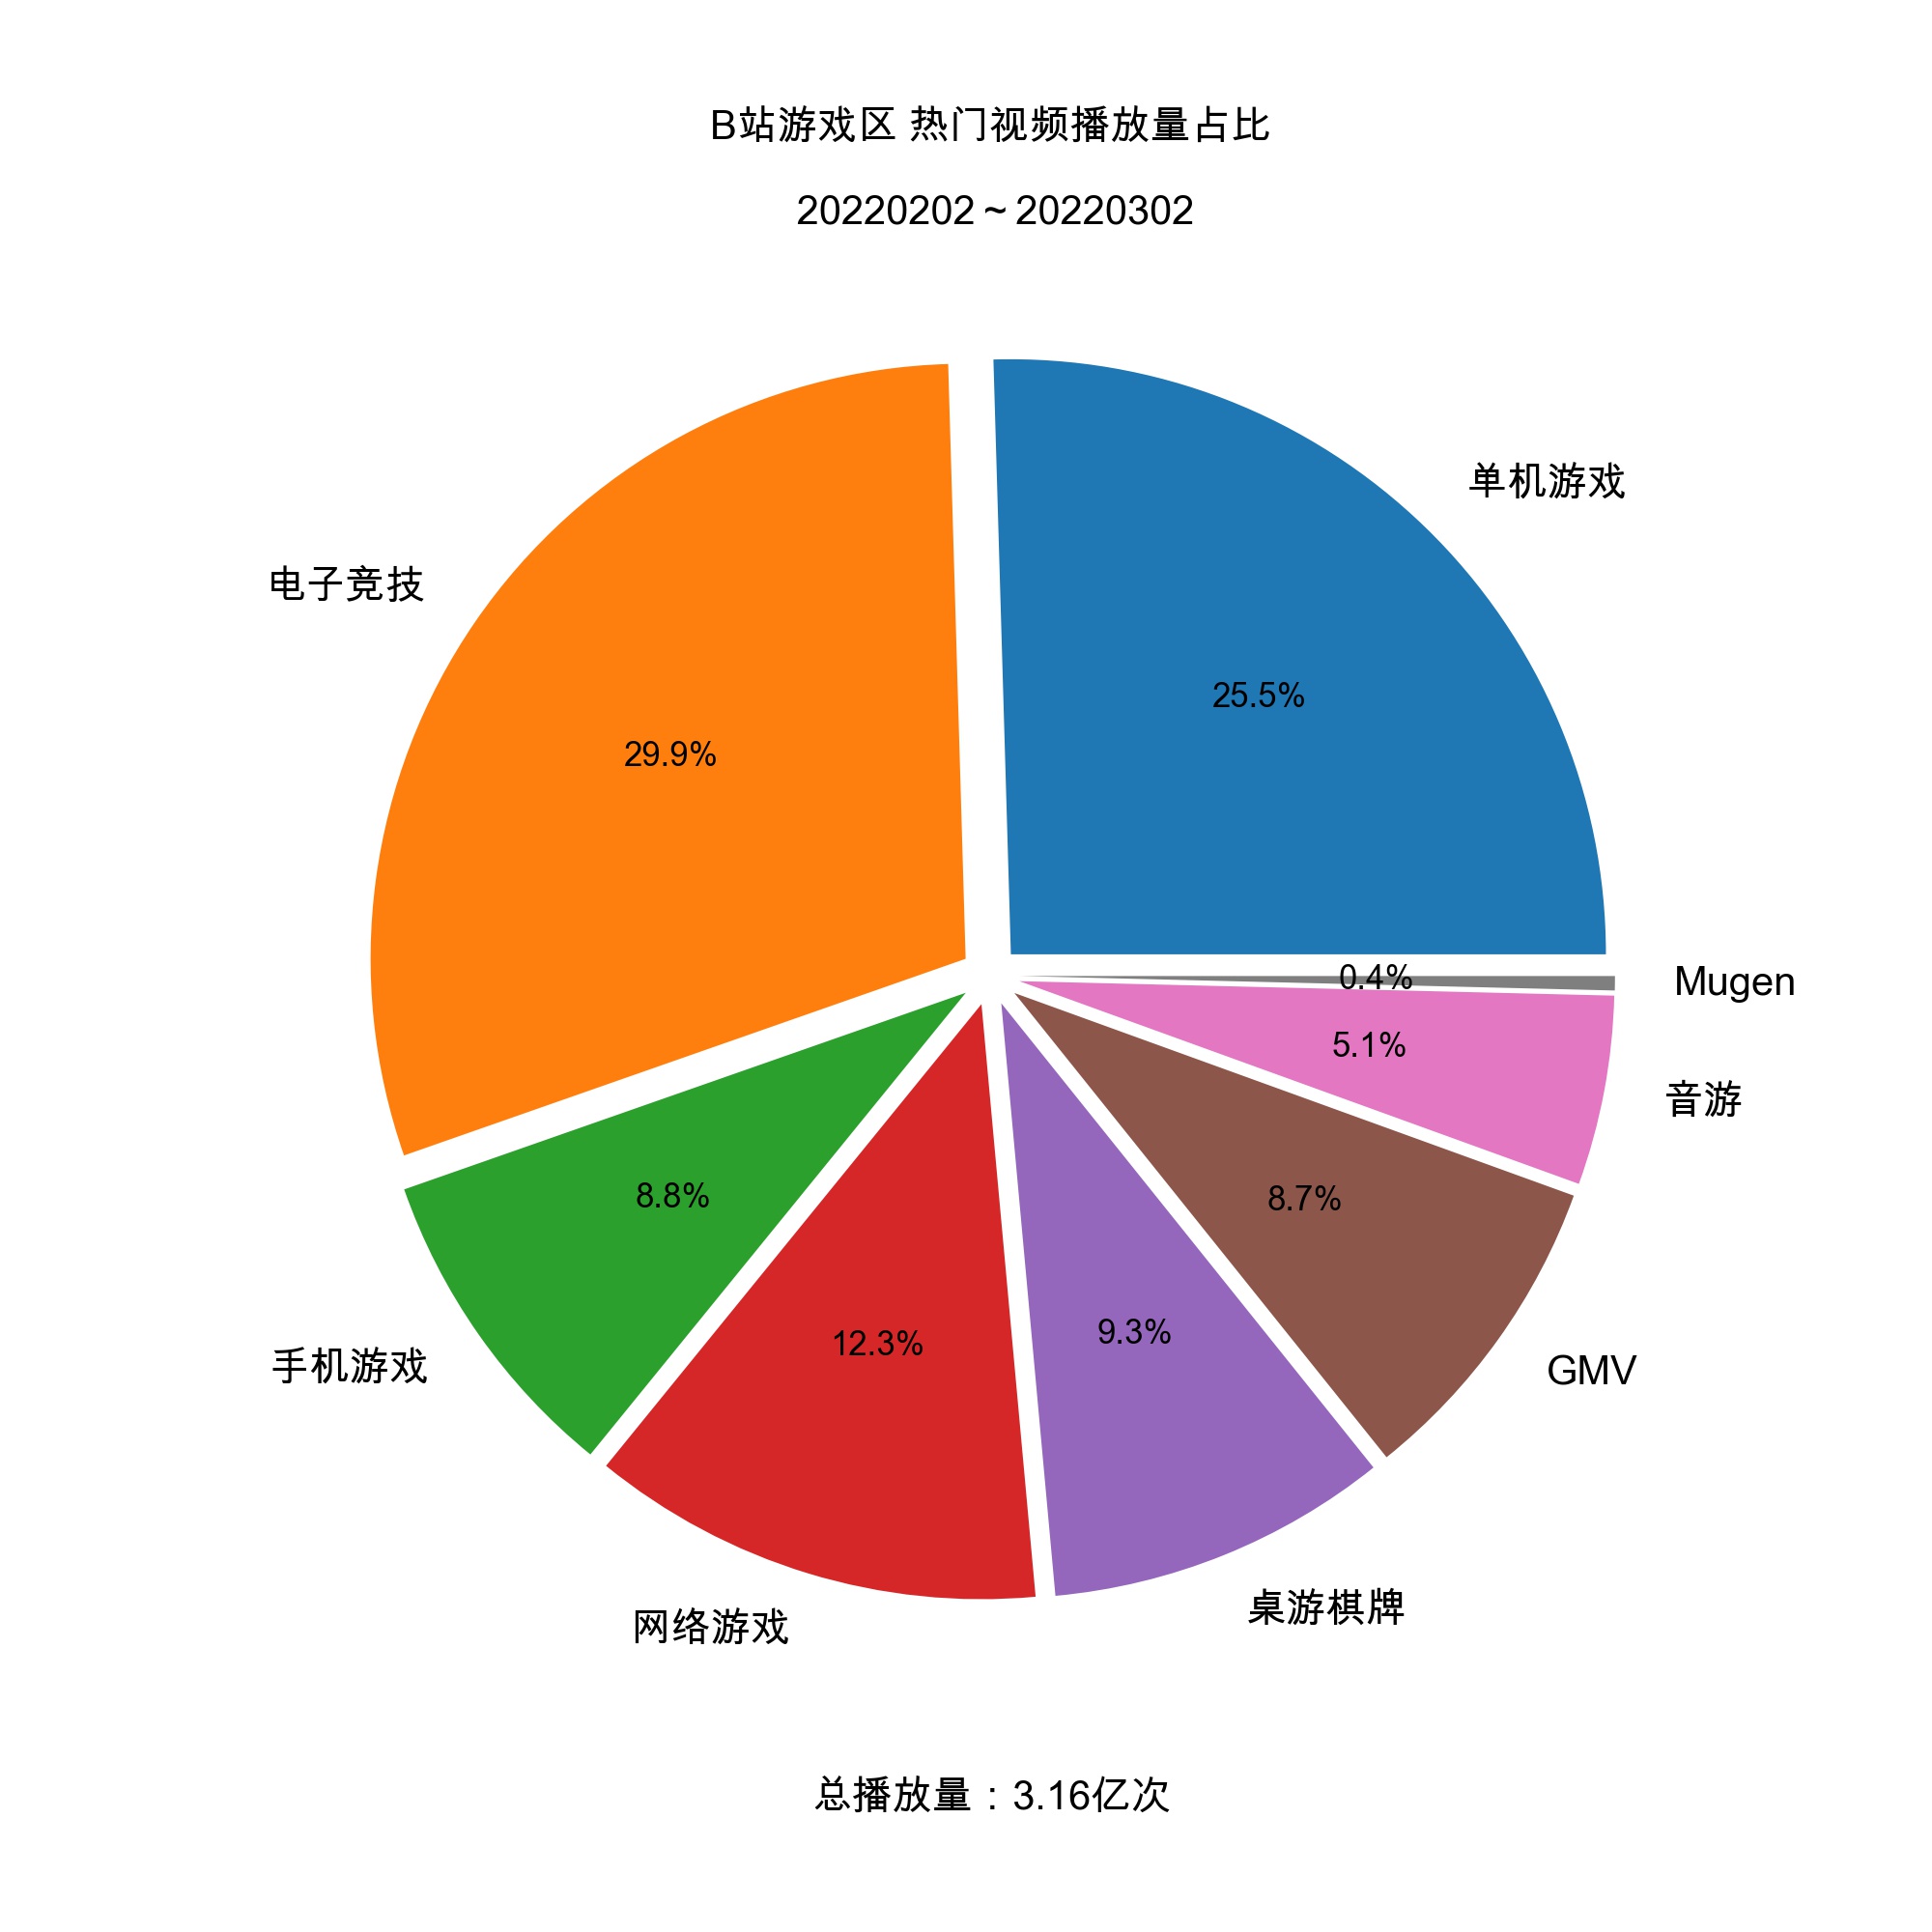 B站游戏区 热门视频播放量占比
20220202 ~ 20220302
单机游戏
25.5%
电子竞技
29.9%
手机游戏
8.8%
网络游戏
12.3%
桌游棋牌
9.3%
GMV
8.7%
音游
5.1%
Mugen
0.4%
总播放量：3.16亿次